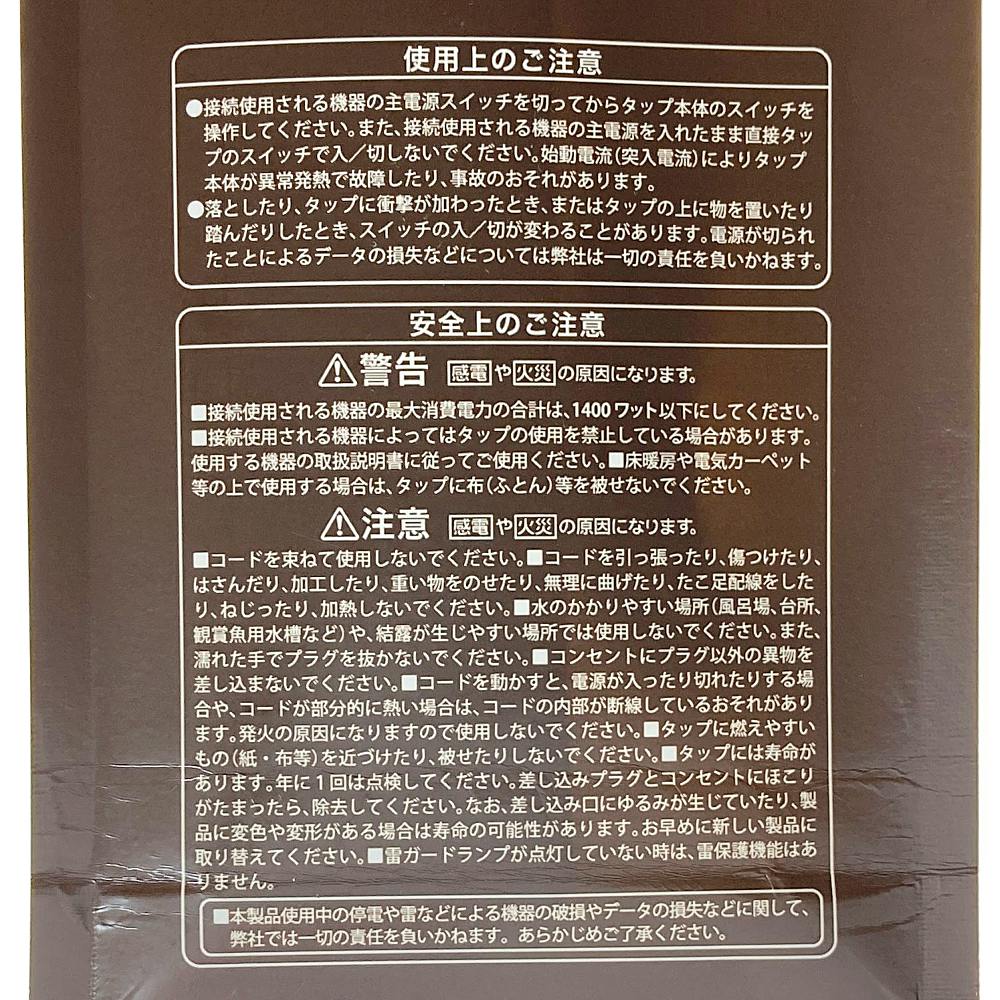 使用上のご注意
●接続使用される機器の主電源スイッチを切ってからタップ本体のスイッチを
操作してください。また、接続使用される機器の主電源を入れたまま直接タッ
プのスイッチで入／切しないでください。始動電流(突入電流)によりタップ
本体が異常発熱で故障したり、事故のおそれがあります。
●落としたり、タップに衝撃が加わったとき、またはタップの上に物を置いたり
踏んだりしたとき、スイッチの入／切が変わることがあります。電源が切られ
たことによるデータの損失などについては弊社は一切の責任を負いかねます。
安全上のご注意
⚠警告 感電や火災の原因になります。
■接続使用される機器の最大消費電力の合計は、1400ワット以下にしてください。
■接続使用される機器によってはタップの使用を禁止している場合があります。
使用する機器の取扱説明書に従ってご使用ください。■床暖房や電気カーペット
等の上で使用する場合は、タップに布(ふとん)等を被せないでください。
⚠注意 感電や火災の原因になります。
■コードを束ねて使用しないでください。■コードを引っ張ったり、傷つけたり、
はさんだり、加工したり、重い物をのせたり、無理に曲げたり、たこ足配線をした
り、ねじったり、加熱しないでください。■水のかかりやすい場所(風呂場、台所、
観賞魚用水槽など)や、結露が生じやすい場所では使用しないでください。また、
濡れた手でプラグを抜かないでください。■コンセントにプラグ以外の異物を
差し込まないでください。■コードを動かすと、電源が入ったり切れたりする場
合や、コードが部分的に熱い場合は、コードの内部が断線しているおそれがあり
ます。発火の原因になりますので使用しないでください。■タップに燃えやすい
もの(紙・布等)を近づけたり、被せたりしないでください。■タップには寿命が
あります。年に1回は点検してください。差し込みプラグとコンセントにほこり
がたまったら、除去してください。なお、差し込み口にゆるみが生じていたり、製
品に変色や変形がある場合は寿命の可能性があります。お早めに新しい製品に
取り替えてください。■雷ガードランプが点灯していない時は、雷保護機能はあ
りません。
■本製品使用中の停電や雷などによる機器の破損やデータの損失などに関して、
弊社では一切の責任を負いかねます。あらかじめご了承ください。